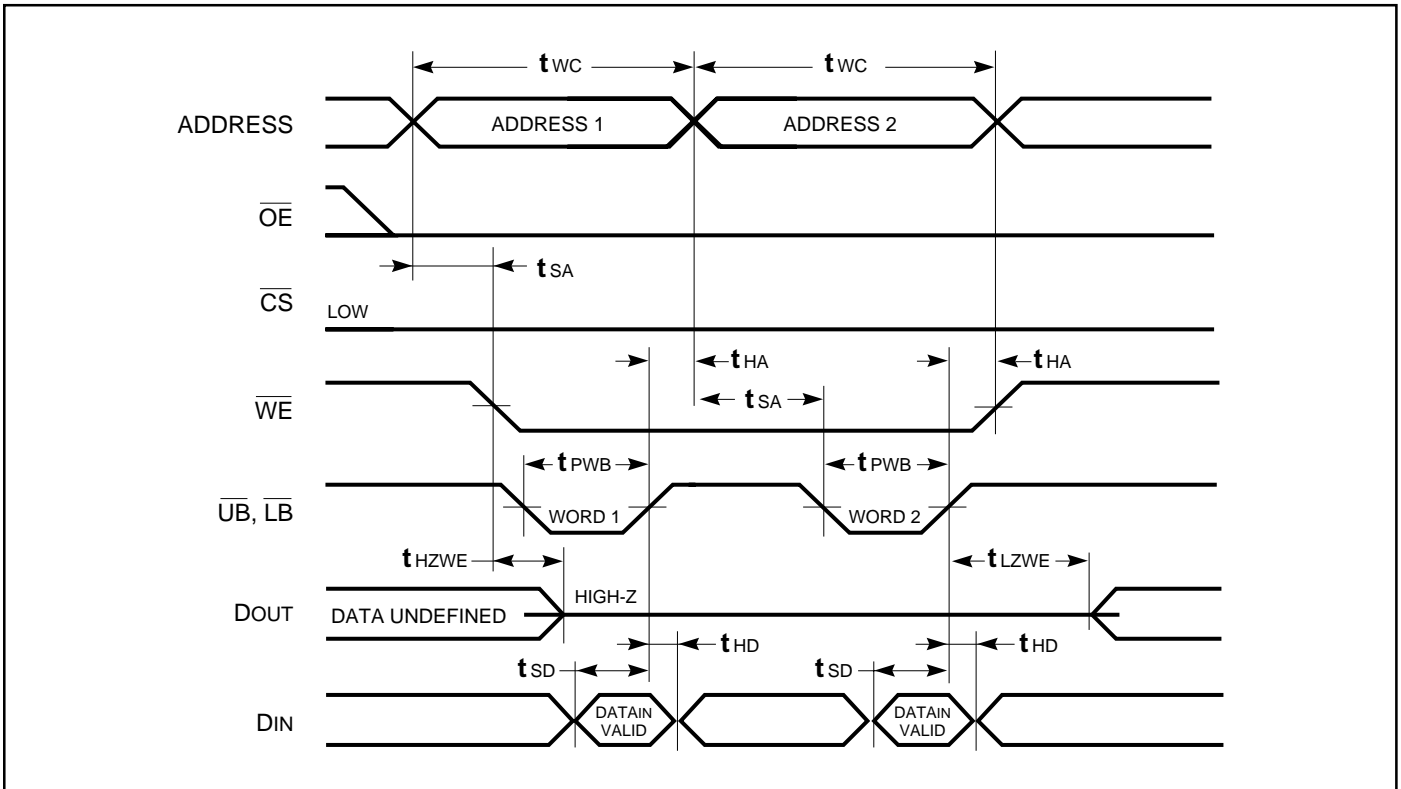 tWC tWC
ADDRESS ADDRESS 1 ADDRESS 2
OE
tSA
CS LOW
tHA tHA
WE tSA
tPWB tPWB
UB, LB WORD 1 WORD 2
tHZWE tLZWE
DOUT DATA UNDEFINED HIGH-Z
tHD tHD
tSD tSD
DIN DATAIN VALID DATAIN VALID